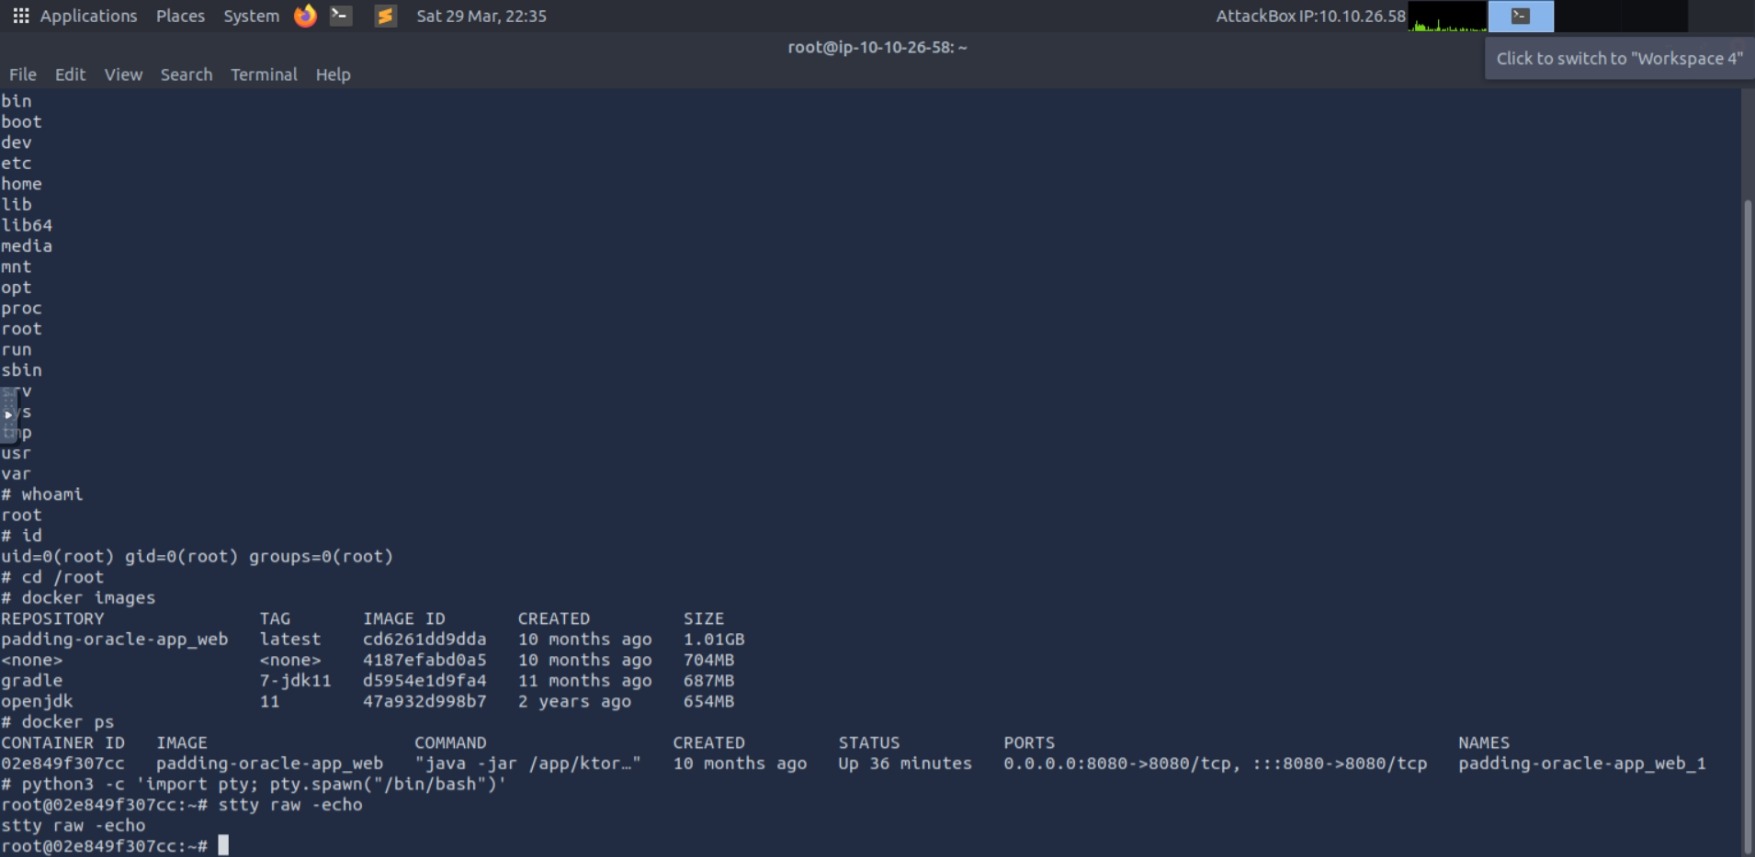 Applications Places System Sat 29 Mar, 22:35 AttackBox IP:10.10.26.58
root@ip-10-10-26-58: ~
Click to switch to "Workspace 4"
File Edit View Search Terminal Help
bin
boot
dev
etc
home
lib
lib64
media
mnt
opt
proc
root
run
sbin
srv
sys
tmp
usr
var
# whoami
root
# id
uid=0(root) gid=0(root) groups=0(root)
# cd /root
# docker images
REPOSITORY TAG IMAGE ID CREATED SIZE
padding-oracle-app_web latest cd6261dd9dda 10 months ago 1.01GB
<none> <none> 4187efabd0a5 10 months ago 704MB
gradle 7-jdk11 d5954e1d9fa4 11 months ago 687MB
openjdk 11 47a932d998b7 2 years ago 654MB
# docker ps
CONTAINER ID IMAGE COMMAND CREATED STATUS PORTS NAMES
02e849f307cc padding-oracle-app_web "java -jar /app/ktor…" 10 months ago Up 36 minutes 0.0.0.0:8080->8080/tcp, :::8080->8080/tcp padding-oracle-app_web_1
# python3 -c 'import pty; pty.spawn("/bin/bash")'
root@02e849f307cc:~# stty raw -echo
stty raw -echo
root@02e849f307cc:~#